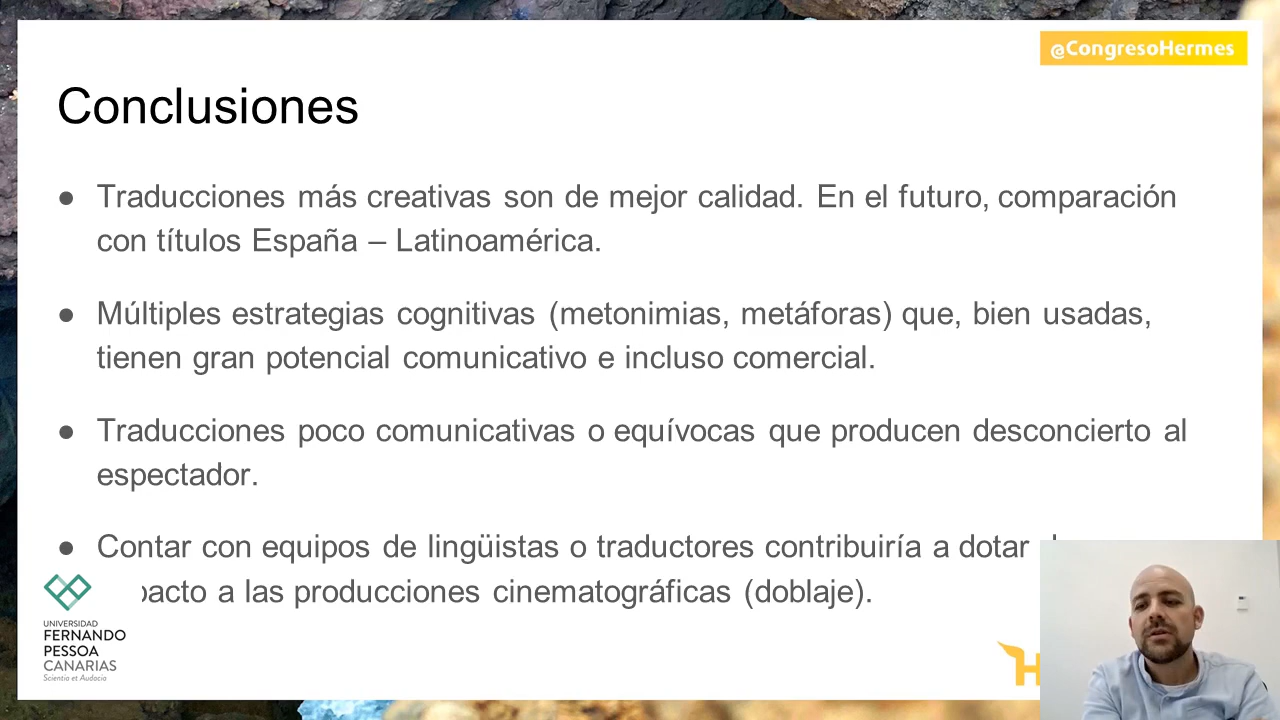 @CongresoHermes
Conclusiones
● Traducciones más creativas son de mejor calidad. En el futuro, comparación
con títulos España – Latinoamérica.
● Múltiples estrategias cognitivas (metonimias, metáforas) que, bien usadas,
tienen gran potencial comunicativo e incluso comercial.
● Traducciones poco comunicativas o equívocas que producen desconcierto al
espectador.
● Contar con equipos de lingüistas o traductores contribuiría a dotar
a las producciones cinematográficas (doblaje).
UNIVERSIDAD
FERNANDO
PESSOA
CANARIAS
Scientia et Audacia
H